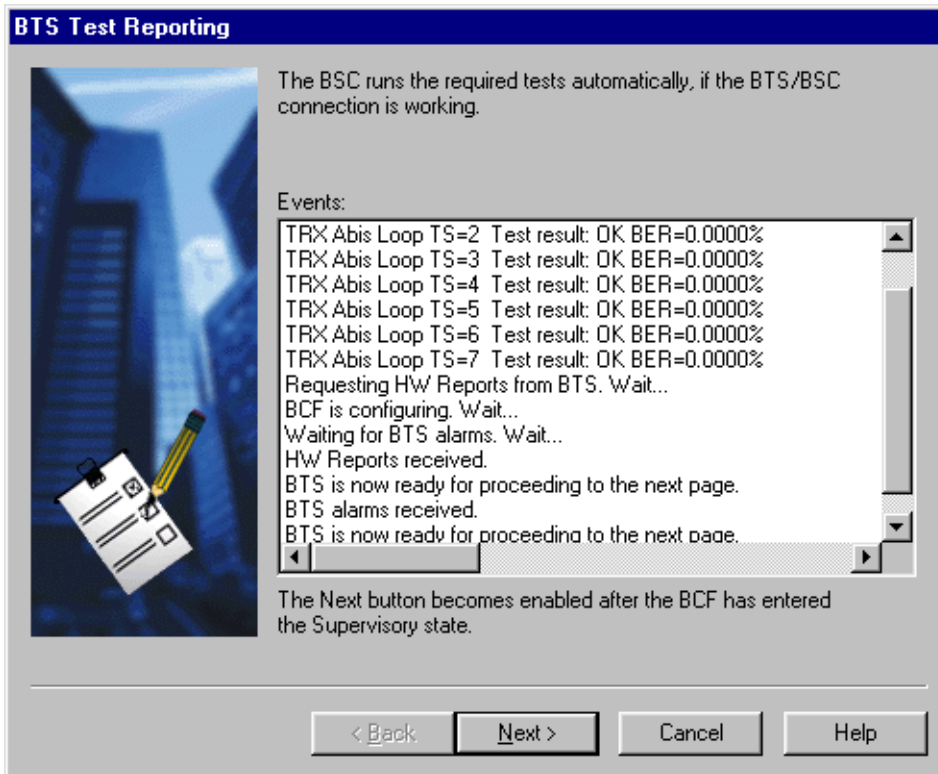 BTS Test Reporting
The BSC runs the required tests automatically, if the BTS/BSC
connection is working.
Events:
TRX Abis Loop TS=2  Test result: OK BER=0.0000%
TRX Abis Loop TS=3  Test result: OK BER=0.0000%
TRX Abis Loop TS=4  Test result: OK BER=0.0000%
TRX Abis Loop TS=5  Test result: OK BER=0.0000%
TRX Abis Loop TS=6  Test result: OK BER=0.0000%
TRX Abis Loop TS=7  Test result: OK BER=0.0000%
Requesting HW Reports from BTS. Wait...
BCF is configuring. Wait...
Waiting for BTS alarms. Wait...
HW Reports received.
BTS is now ready for proceeding to the next page.
BTS alarms received.
BTS is now ready for proceeding to the next page.
The Next button becomes enabled after the BCF has entered
the Supervisory state.
< Back Next > Cancel Help